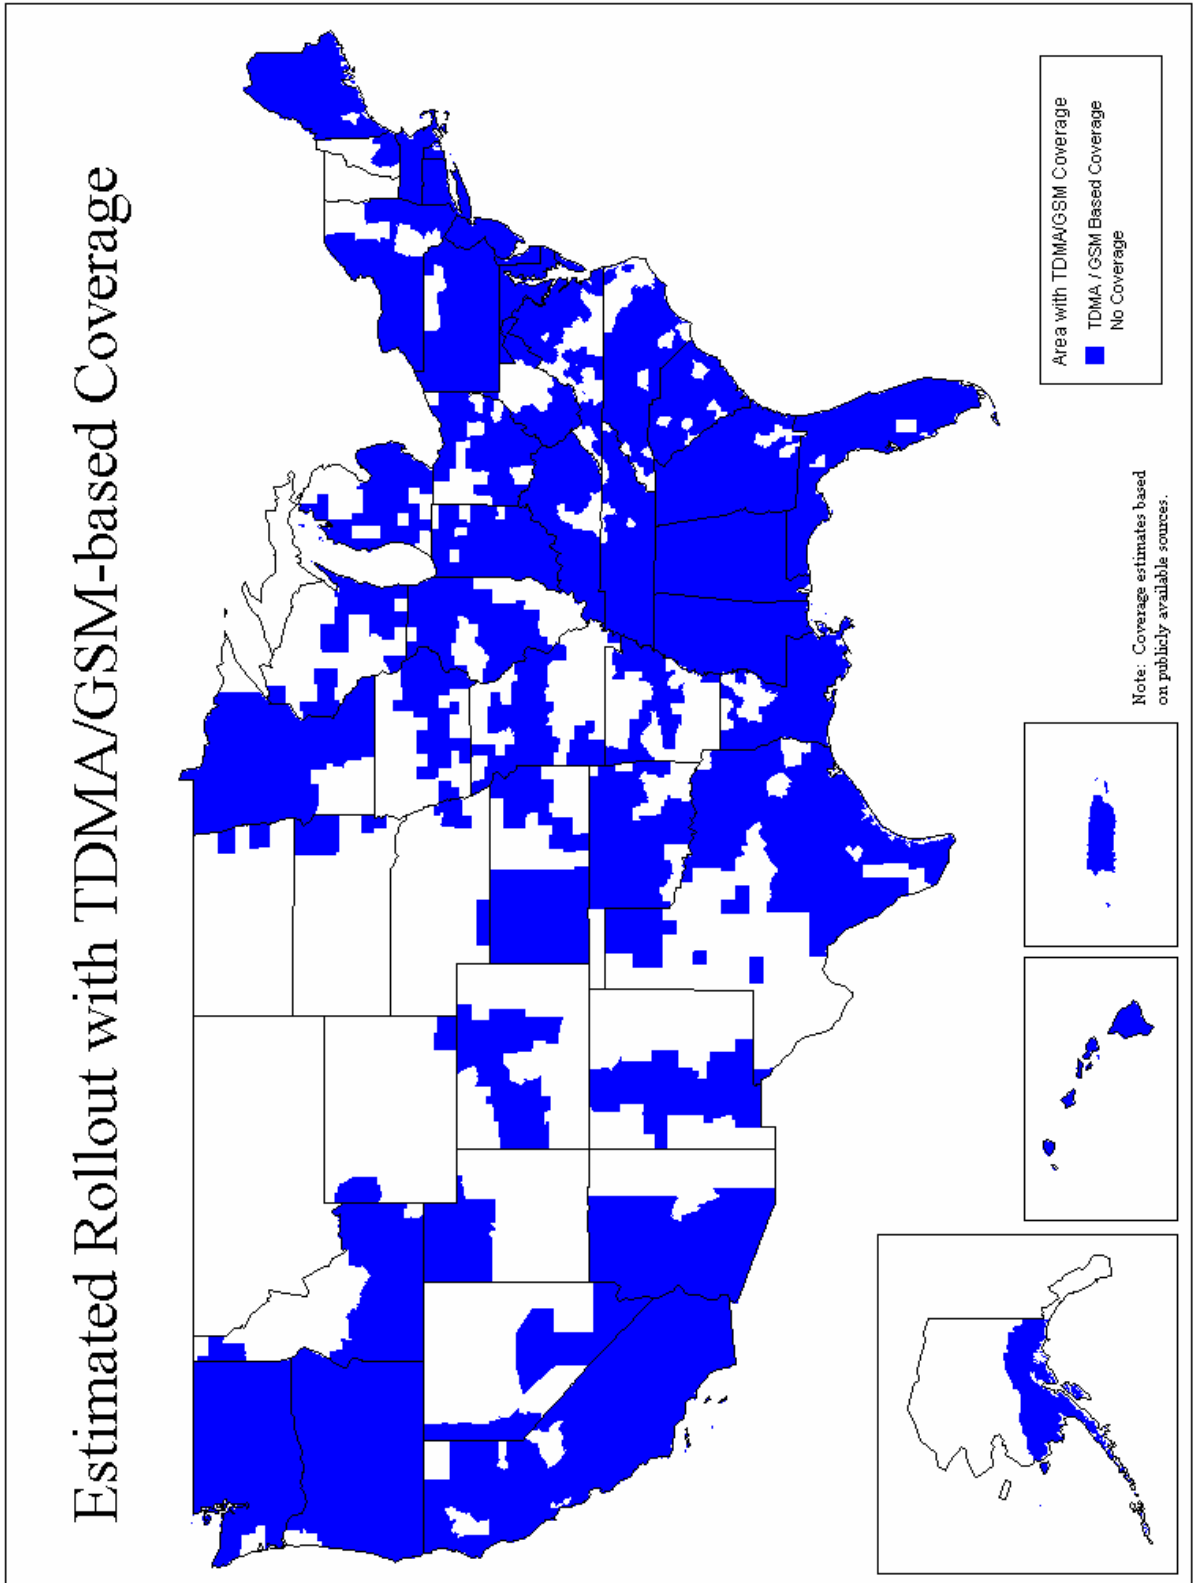 Estimated Rollout with TDMA/GSM-based Coverage
Area with TDMA/GSM Coverage
TDMA / GSM Based Coverage
No Coverage
Note: Coverage estimates based
on publicly available sources.